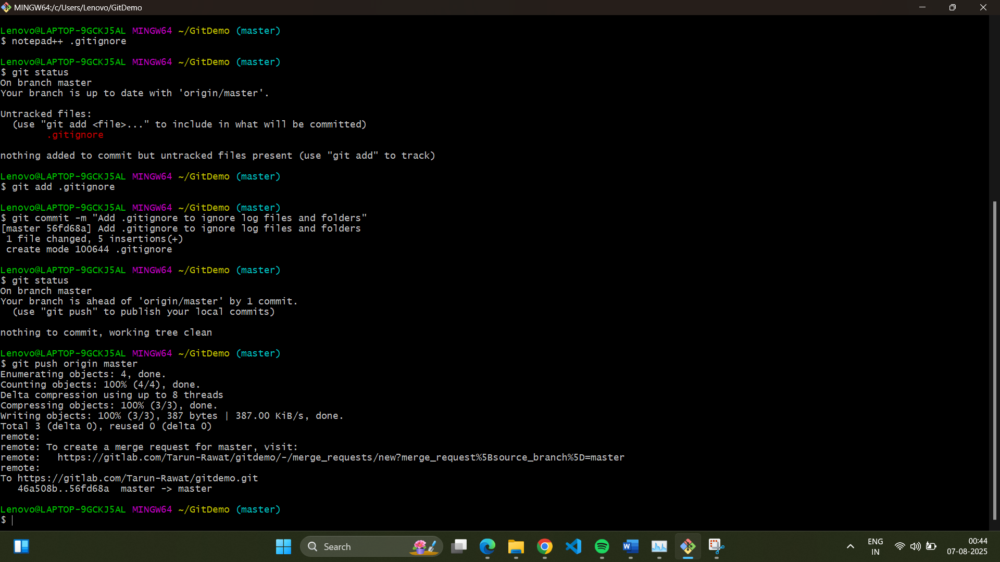 MINGW64:/c/Users/Lenovo/GitDemo
Lenovo@LAPTOP-9GCKJ5AL MINGW64 ~/GitDemo (master)
$ notepad++ .gitignore
Lenovo@LAPTOP-9GCKJ5AL MINGW64 ~/GitDemo (master)
$ git status
On branch master
Your branch is up to date with 'origin/master'.
Untracked files:
  (use "git add <file>..." to include in what will be committed)
        .gitignore
nothing added to commit but untracked files present (use "git add" to track)
Lenovo@LAPTOP-9GCKJ5AL MINGW64 ~/GitDemo (master)
$ git add .gitignore
Lenovo@LAPTOP-9GCKJ5AL MINGW64 ~/GitDemo (master)
$ git commit -m "Add .gitignore to ignore log files and folders"
[master 56fd68a] Add .gitignore to ignore log files and folders
 1 file changed, 5 insertions(+)
 create mode 100644 .gitignore
Lenovo@LAPTOP-9GCKJ5AL MINGW64 ~/GitDemo (master)
$ git status
On branch master
Your branch is ahead of 'origin/master' by 1 commit.
  (use "git push" to publish your local commits)
nothing to commit, working tree clean
Lenovo@LAPTOP-9GCKJ5AL MINGW64 ~/GitDemo (master)
$ git push origin master
Enumerating objects: 4, done.
Counting objects: 100% (4/4), done.
Delta compression using up to 8 threads
Compressing objects: 100% (3/3), done.
Writing objects: 100% (3/3), 387 bytes | 387.00 KiB/s, done.
Total 3 (delta 0), reused 0 (delta 0)
remote:
remote: To create a merge request for master, visit:
remote:   https://gitlab.com/Tarun-Rawat/gitdemo/-/merge_requests/new?merge_request%5Bsource_branch%5D=master
remote:
To https://gitlab.com/Tarun-Rawat/gitdemo.git
   46a508b..56fd68a  master -> master
Lenovo@LAPTOP-9GCKJ5AL MINGW64 ~/GitDemo (master)
$
Search
ENG
IN
00:44
07-08-2025